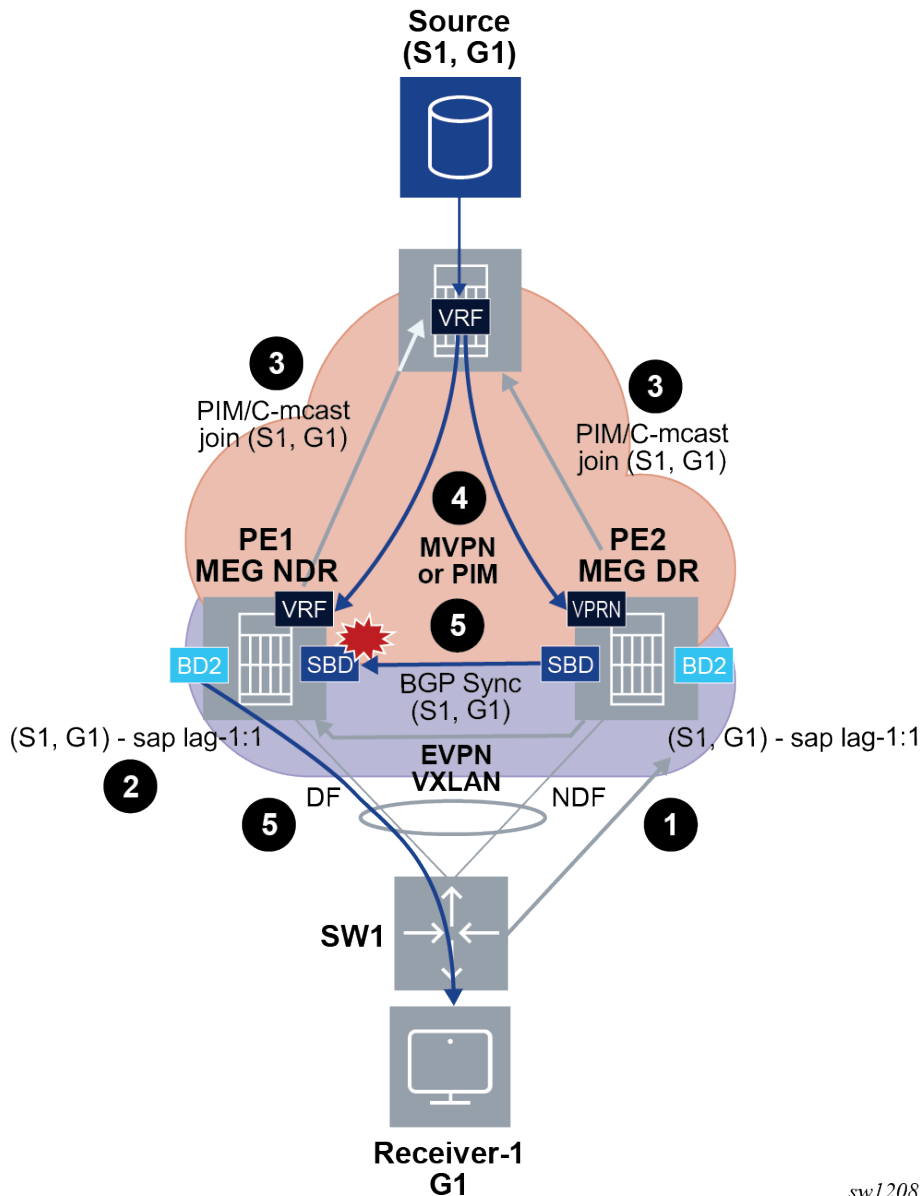 Source
(S1, G1)
VRF
3
PIM/C-mcast
join (S1, G1)
3
PIM/C-mcast
join (S1, G1)
4
MVPN
or PIM
PE1
MEG NDR
PE2
MEG DR
VRF
VPRN
5
BD2
SBD
SBD
BD2
BGP Sync
(S1, G1)
(S1, G1) - sap lag-1:1
(S1, G1) - sap lag-1:1
EVPN
VXLAN
2
5
DF
NDF
1
SW1
Receiver-1
G1
sw1208